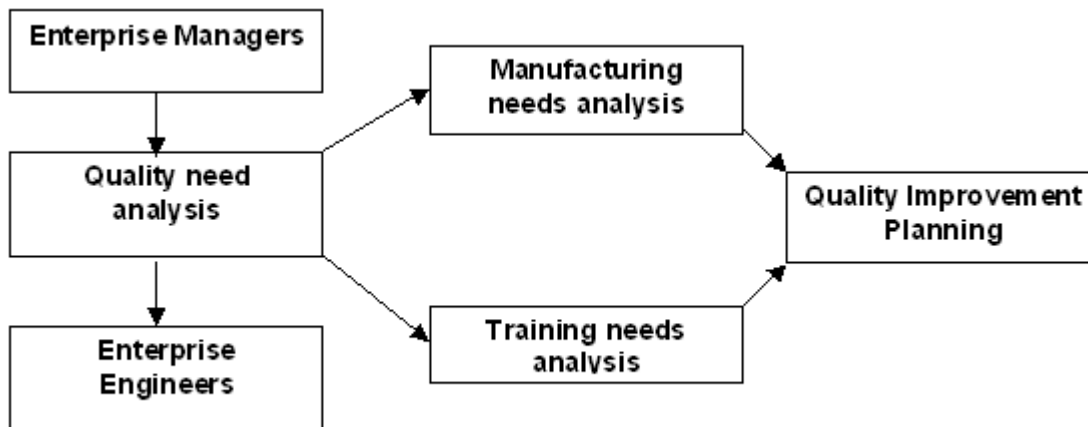 Enterprise Managers
Quality need
analysis
Enterprise
Engineers
Manufacturing
needs analysis
Training needs
analysis
Quality Improvement
Planning